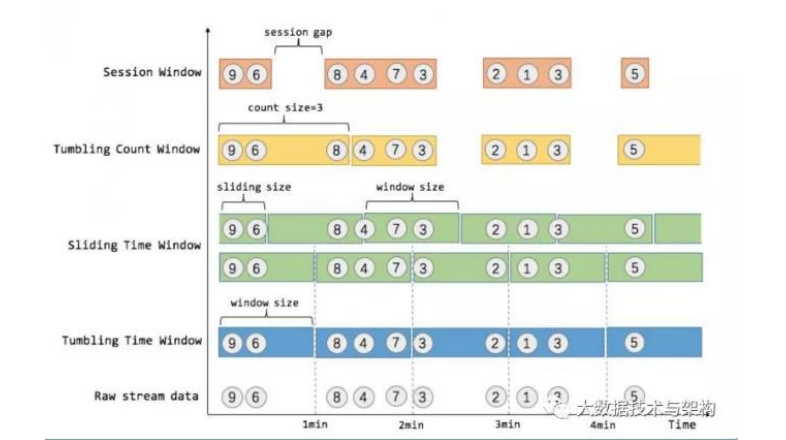 session gap
Session Window
9 6 8 4 7 3 2 1 3 5
count size=3
Tumbling Count Window
9 6 8 4 7 3 2 1 3 5
sliding size
window size
9 6 8 4 7 3 2 1 3 5
Sliding Time Window
9 6 8 4 7 3 2 1 3 5
window size
Tumbling Time Window
9 6 8 4 7 3 2 1 3 5
Raw stream data
9 6 8 4 7 3 2 1 3 5
大数据技术与架构
1min 2min 3min 4min Time